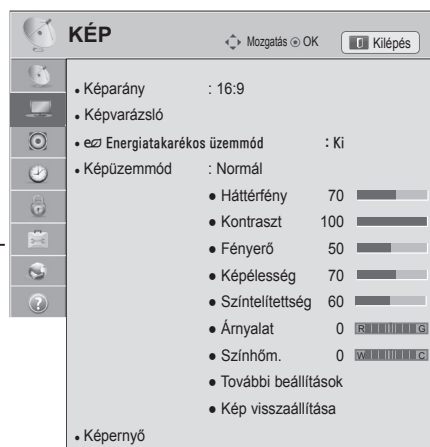 KÉP Mozgatás OK Kilépés
• Képarány : 16:9
• Képvarázsló
• e Energiatakarékos üzemmód : Ki
• Képüzemmód : Normál
● Háttérfény 70
● Kontraszt 100
● Fényerő 50
● Képélesség 70
● Színtelítettség 60
● Árnyalat 0 R G
● Színhőm. 0 W C
● További beállítások
● Kép visszaállítása
• Képernyő